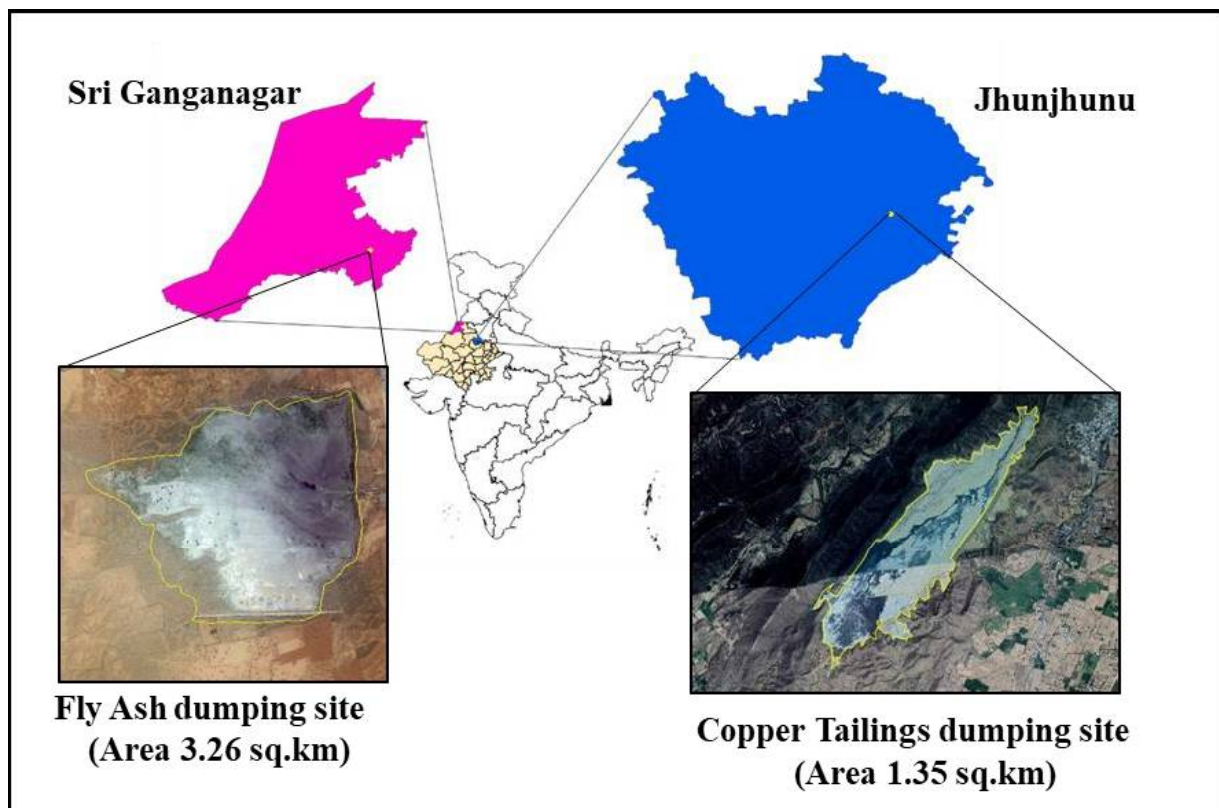 Sri Ganganagar
Jhunjhunu
Fly Ash dumping site
(Area 3.26 sq.km)
Copper Tailings dumping site
(Area 1.35 sq.km)